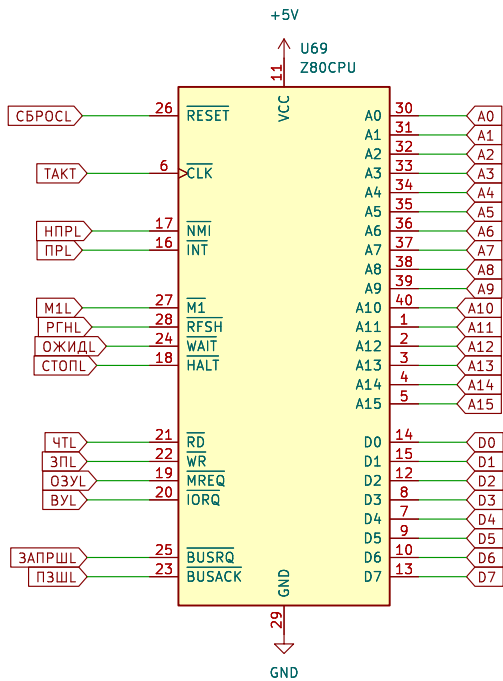 +5V
U69
Z80CPU
11
VCC
СБРОСL 26 RESET A0 30 A0
A1 31 A1
A2 32 A2
ТАКТ 6 CLK A3 33 A3
A4 34 A4
A5 35 A5
НПРL 17 NMI A6 36 A6
ПРL 16 INT A7 37 A7
A8 38 A8
A9 39 A9
М1L 27 M1 A10 40 A10
РГНL 28 RFSH A11 1 A11
ОЖИДL 24 WAIT A12 2 A12
СТОПL 18 HALT A13 3 A13
A14 4 A14
A15 5 A15
ЧТL 21 RD D0 14 D0
ЗПL 22 WR D1 15 D1
ОЗУL 19 MREQ D2 12 D2
ВУL 20 IORQ D3 8 D3
D4 7 D4
D5 9 D5
ЗАПРШL 25 BUSRQ D6 10 D6
ПЗШL 23 BUSACK D7 13 D7
GND
29
GND